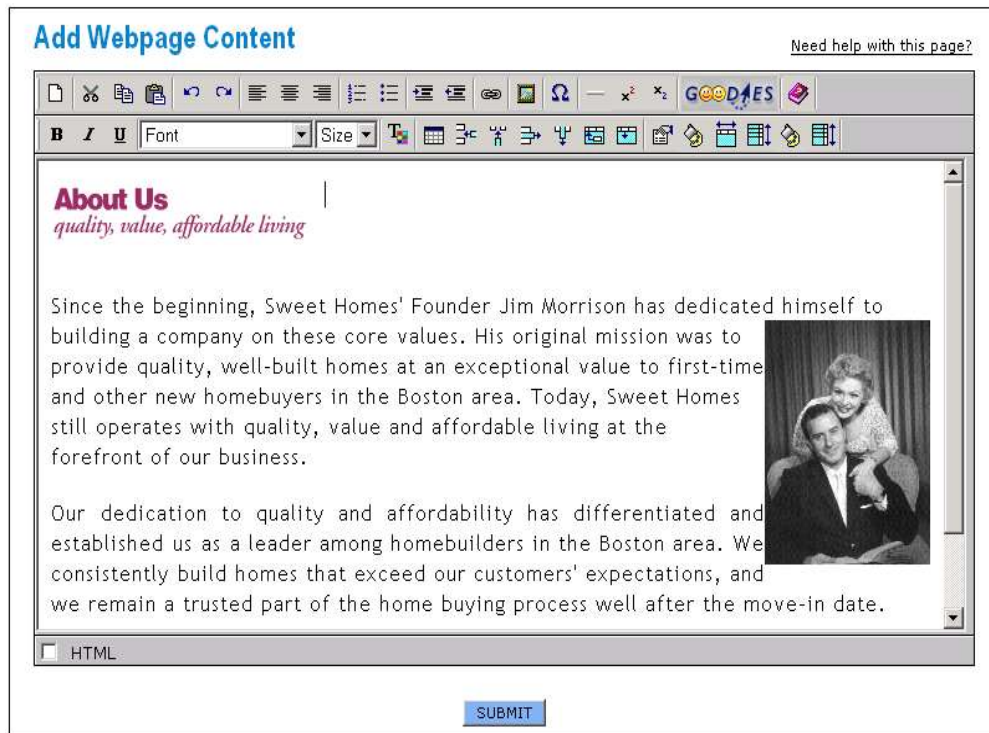 Add Webpage Content
Need help with this page?
Ω — x² ×₂ GOODIES
B I U Font Size T
About Us
quality, value, affordable living
Since the beginning, Sweet Homes' Founder Jim Morrison has dedicated himself to
building a company on these core values. His original mission was to
provide quality, well-built homes at an exceptional value to first-time
and other new homebuyers in the Boston area. Today, Sweet Homes
still operates with quality, value and affordable living at the
forefront of our business.
Our dedication to quality and affordability has differentiated and
established us as a leader among homebuilders in the Boston area. We
consistently build homes that exceed our customers' expectations, and
we remain a trusted part of the home buying process well after the move-in date.
HTML
SUBMIT